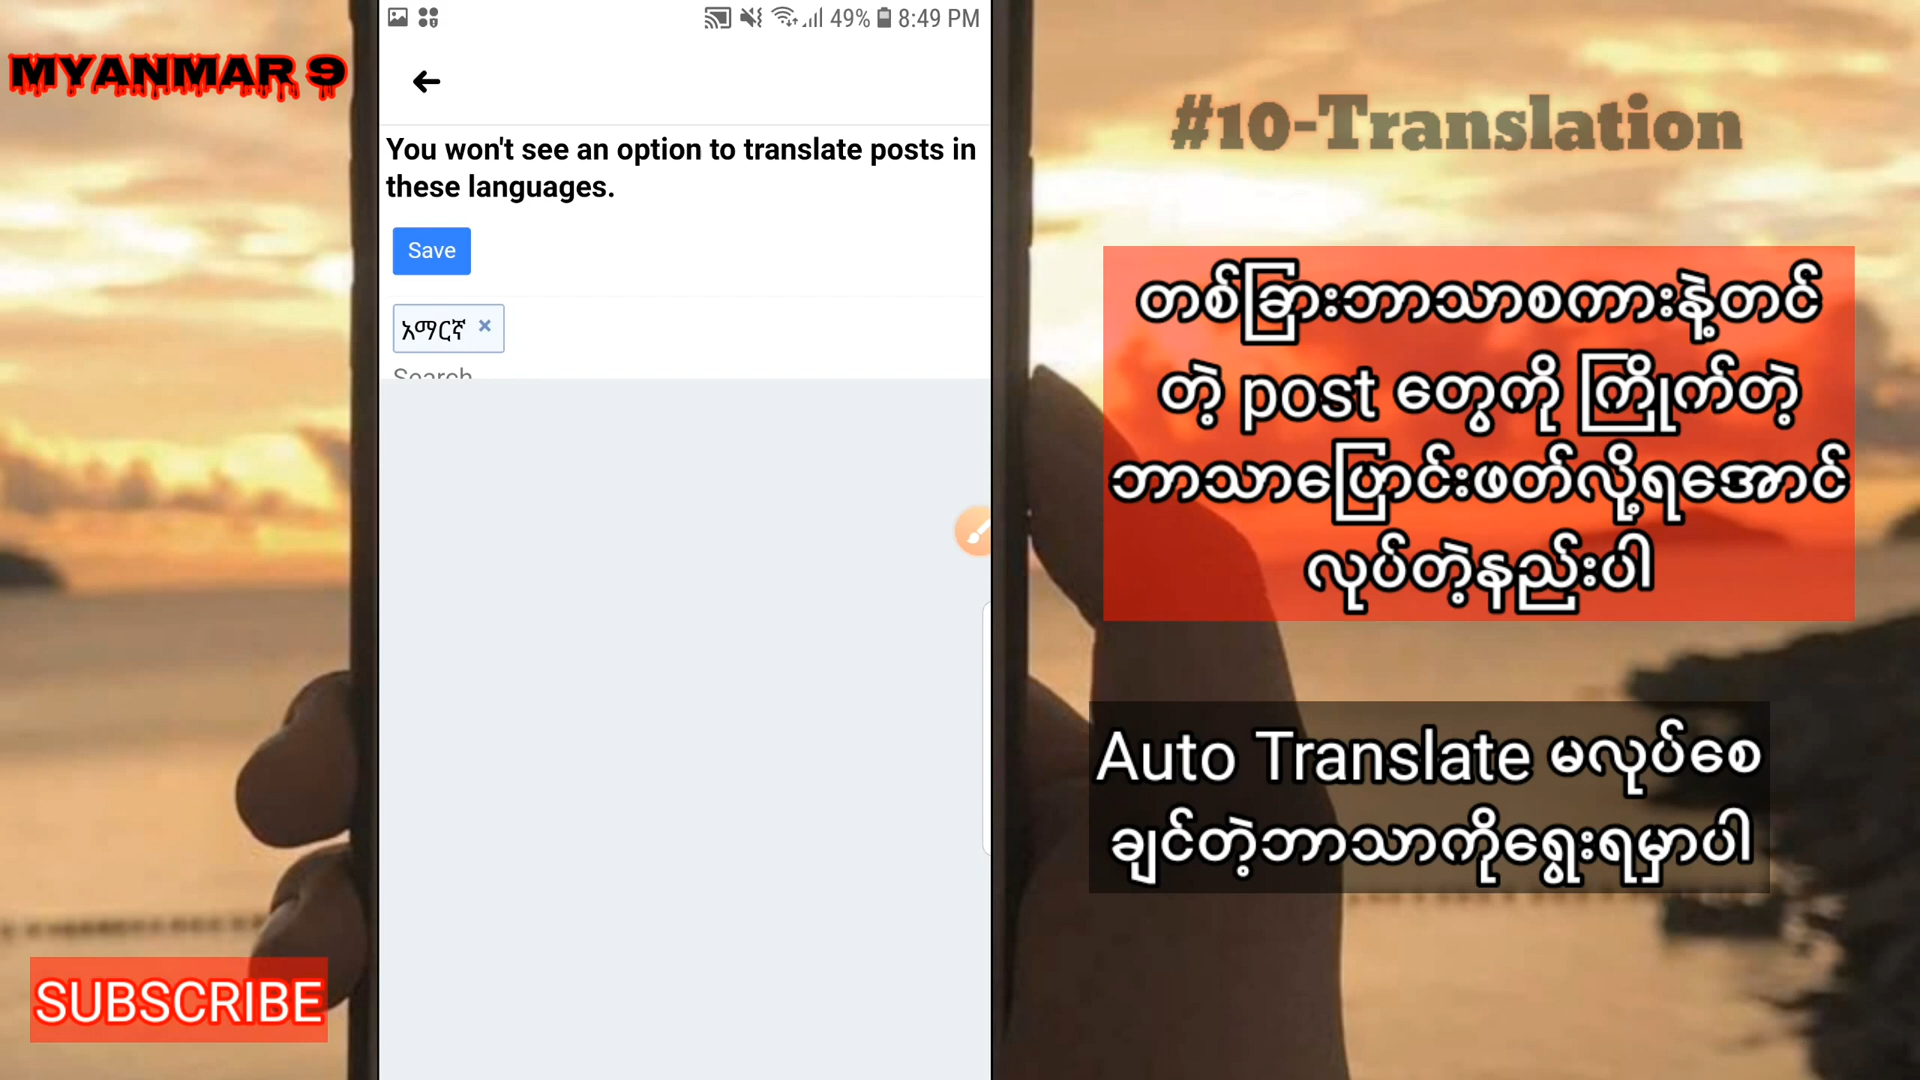 MYANMAR 9
49% 8:49 PM
You won't see an option to translate posts in
these languages.
Save
አማርኛ ×
Search
#10-Translation
တစ်ခြားဘာသာစကားနဲ့တင်
တဲ့ post တွေကို ကြိုက်တဲ့
ဘာသာပြောင်းဖတ်လို့ရအောင်
လုပ်တဲ့နည်းပါ
Auto Translate မလုပ်စေ
ချင်တဲ့ဘာသာကိုရွေးရမှာပါ
SUBSCRIBE